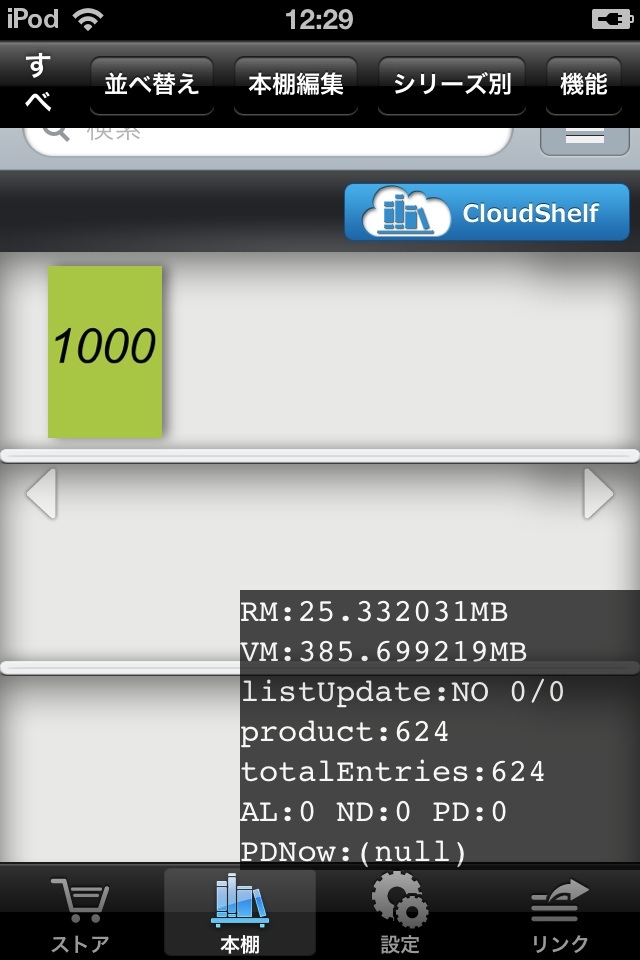 iPod 12:29
すべ
並べ替え 本棚編集 シリーズ別 機能
検索
CloudShelf
1000
RM:25.332031MB
VM:385.699219MB
listUpdate:NO 0/0
product:624
totalEntries:624
AL:0 ND:0 PD:0
PDNow:(null)
ストア 本棚 設定 リンク